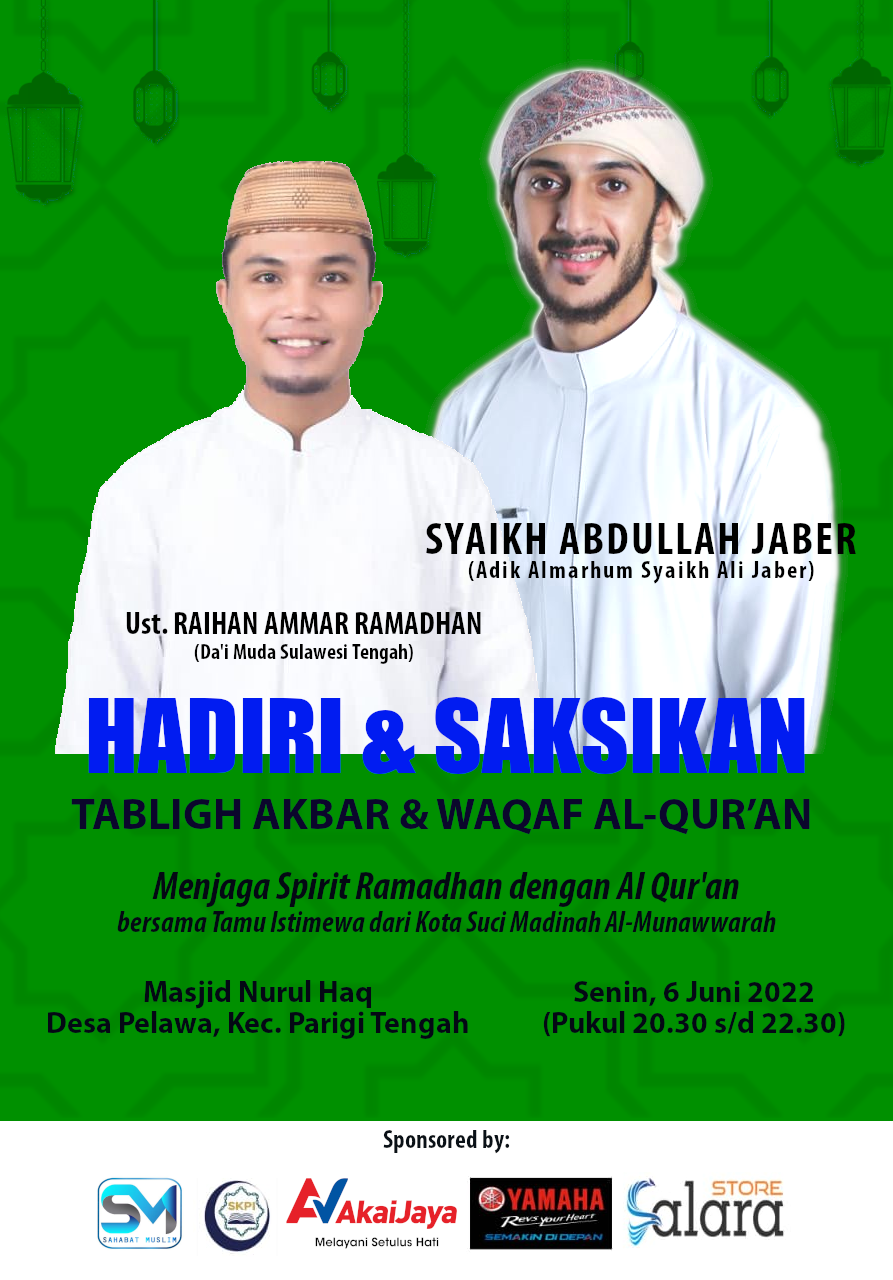 SYAIKH ABDULLAH JABER
(Adik Almarhum Syaikh Ali Jaber)
Ust. RAIHAN AMMAR RAMADHAN
(Da'i Muda Sulawesi Tengah)
HADIRI & SAKSIKAN
TABLIGH AKBAR & WAQAF AL-QUR’AN
Menjaga Spirit Ramadhan dengan Al Qur'an
bersama Tamu Istimewa dari Kota Suci Madinah Al-Munawwarah
Masjid Nurul Haq
Desa Pelawa, Kec. Parigi Tengah
Senin, 6 Juni 2022
(Pukul 20.30 s/d 22.30)
Sponsored by:
SM
SAHABAT MUSLIM
SKPI
AkaiJaya
Melayani Setulus Hati
YAMAHA
Revs your Heart
SEMAKIN DI DEPAN
Salara
STORE